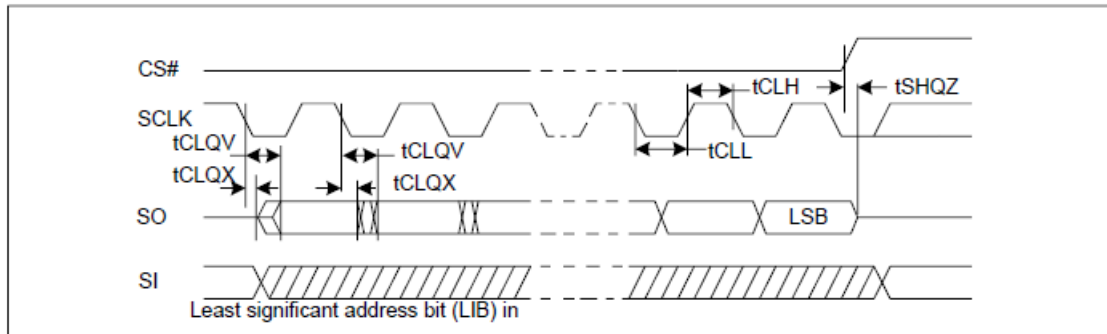 CS#
tCLH
tSHQZ
SCLK
tCLQV
tCLQV
tCLL
tCLQX
tCLQX
SO
LSB
SI
Least significant address bit (LIB) in